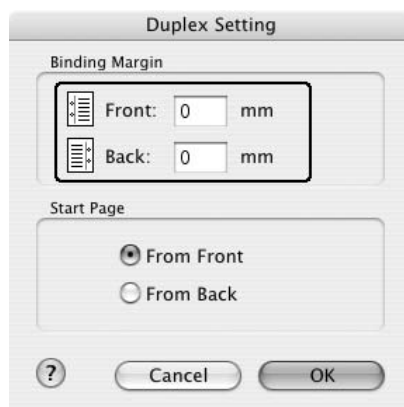 Duplex Setting
Binding Margin
Front: 0 mm
Back: 0 mm
Start Page
From Front
From Back
? Cancel OK